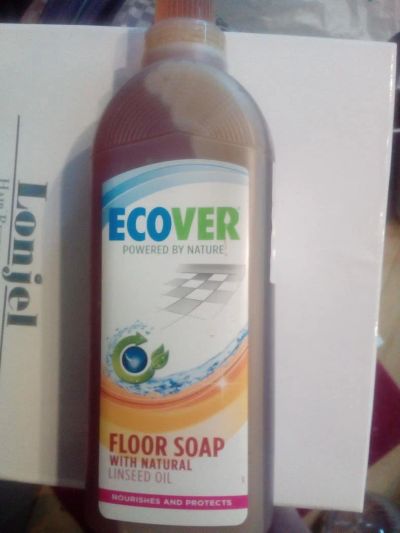 ECOVER
POWERED BY NATURE
FLOOR SOAP
WITH NATURAL
LINSEED OIL
NOURISHES AND PROTECTS
Lonjel